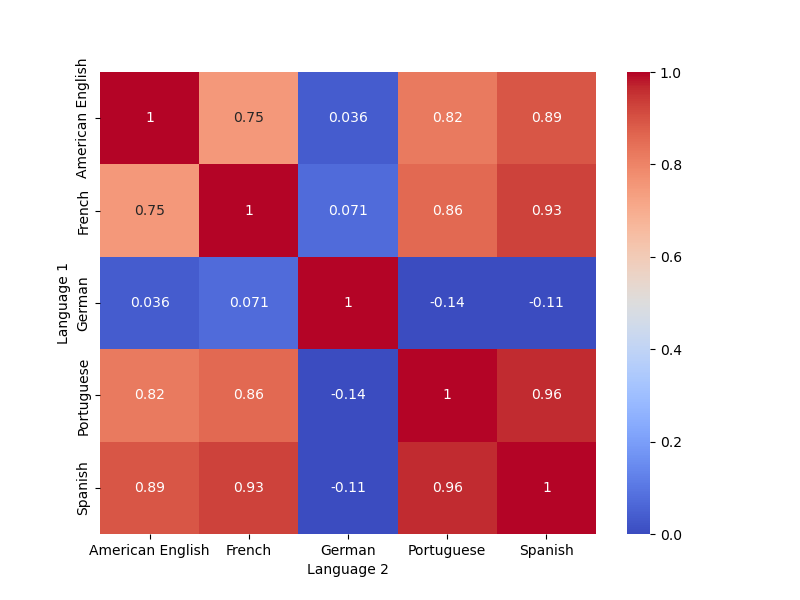 American English 1 0.75 0.036 0.82 0.89
French 0.75 1 0.071 0.86 0.93
German 0.036 0.071 1 -0.14 -0.11
Portuguese 0.82 0.86 -0.14 1 0.96
Spanish 0.89 0.93 -0.11 0.96 1
Language 1
American English French German Portuguese Spanish
Language 2
1.0
0.8
0.6
0.4
0.2
0.0